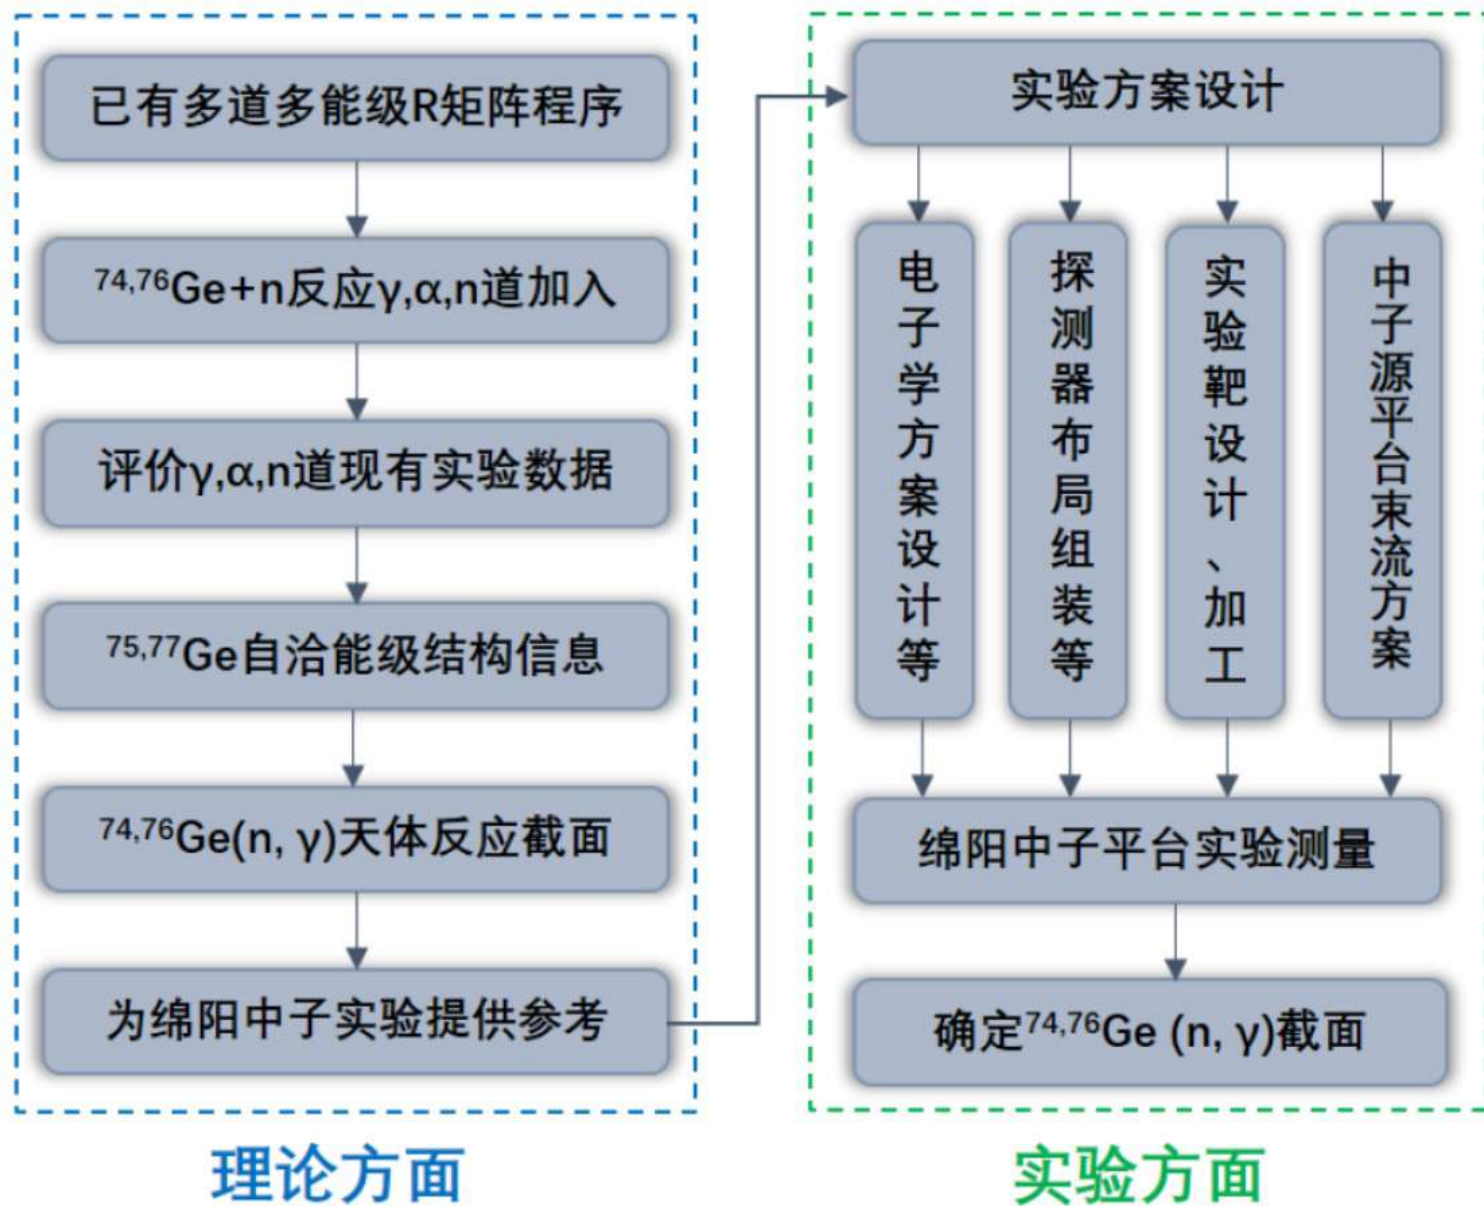 已有多道多能级R矩阵程序
⁷⁴,⁷⁶Ge+n反应γ,α,n道加入
评价γ,α,n道现有实验数据
⁷⁵,⁷⁷Ge自洽能级结构信息
⁷⁴,⁷⁶Ge(n, γ)天体反应截面
为绵阳中子实验提供参考
理论方面
实验方案设计
电子学方案设计等
探测器布局组装等
实验靶设计、加工
中子源平台束流方案
绵阳中子平台实验测量
确定⁷⁴,⁷⁶Ge (n, γ)截面
实验方面